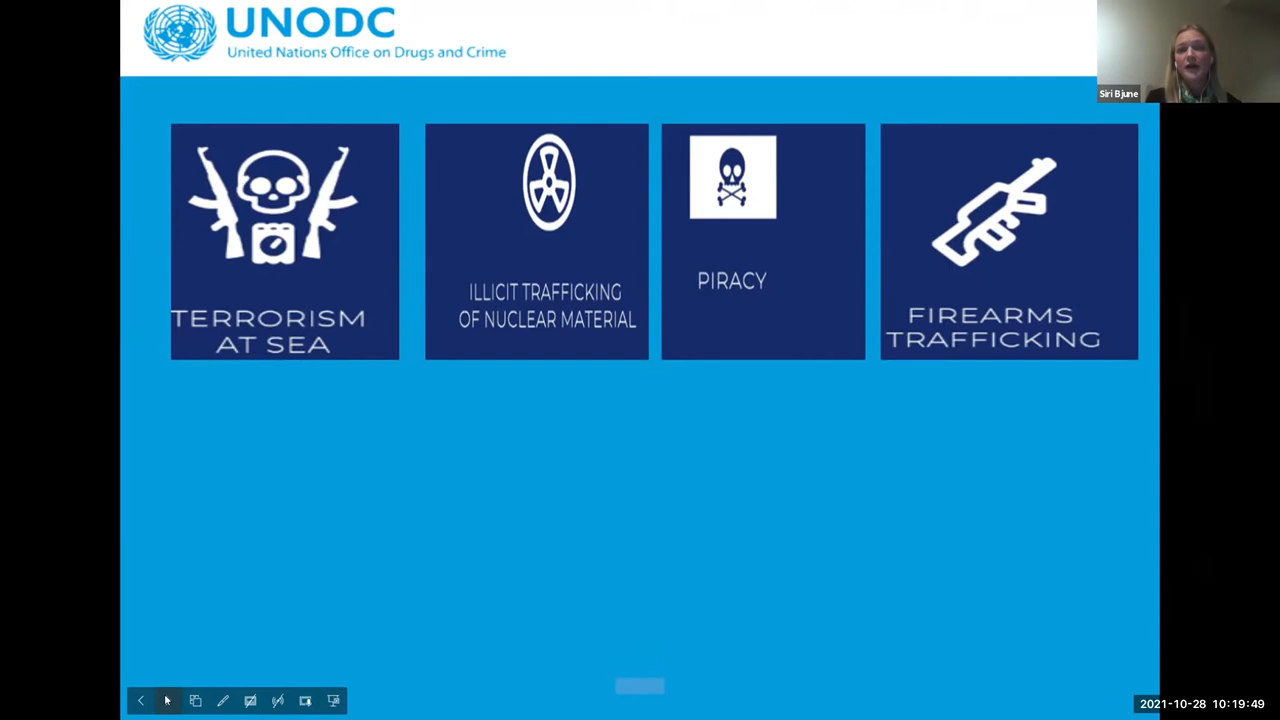 UNODC
United Nations Office on Drugs and Crime
Siri Bjune
TERRORISM
AT SEA
ILLICIT TRAFFICKING
OF NUCLEAR MATERIAL
PIRACY
FIREARMS
TRAFFICKING
2021-10-28 10:19:49